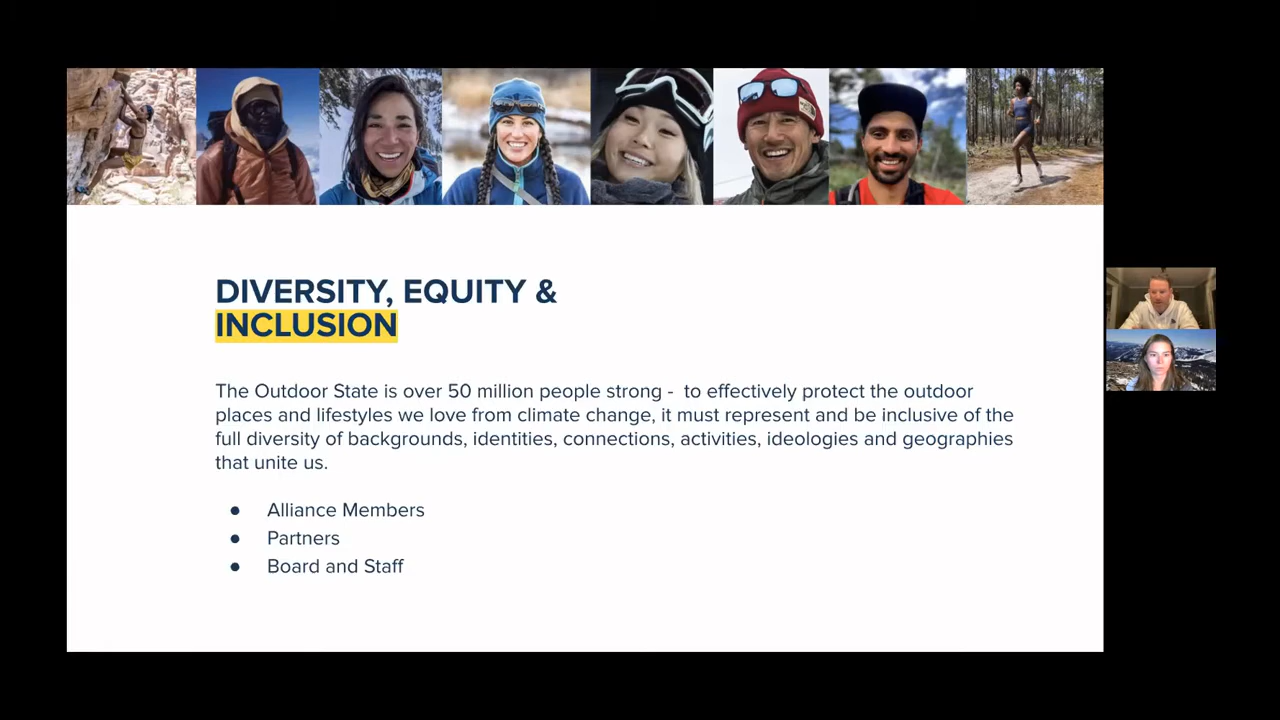 DIVERSITY, EQUITY &
INCLUSION
The Outdoor State is over 50 million people strong -  to effectively protect the outdoor
places and lifestyles we love from climate change, it must represent and be inclusive of the
full diversity of backgrounds, identities, connections, activities, ideologies and geographies
that unite us.
● Alliance Members
● Partners
● Board and Staff